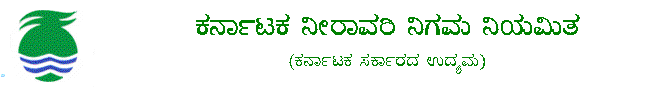 ಕರ್ನಾಟಕ ನೀರಾವರಿ ನಿಗಮ ನಿಯಮಿತ
(ಕರ್ನಾಟಕ ಸರ್ಕಾರದ ಉದ್ಯಮ)